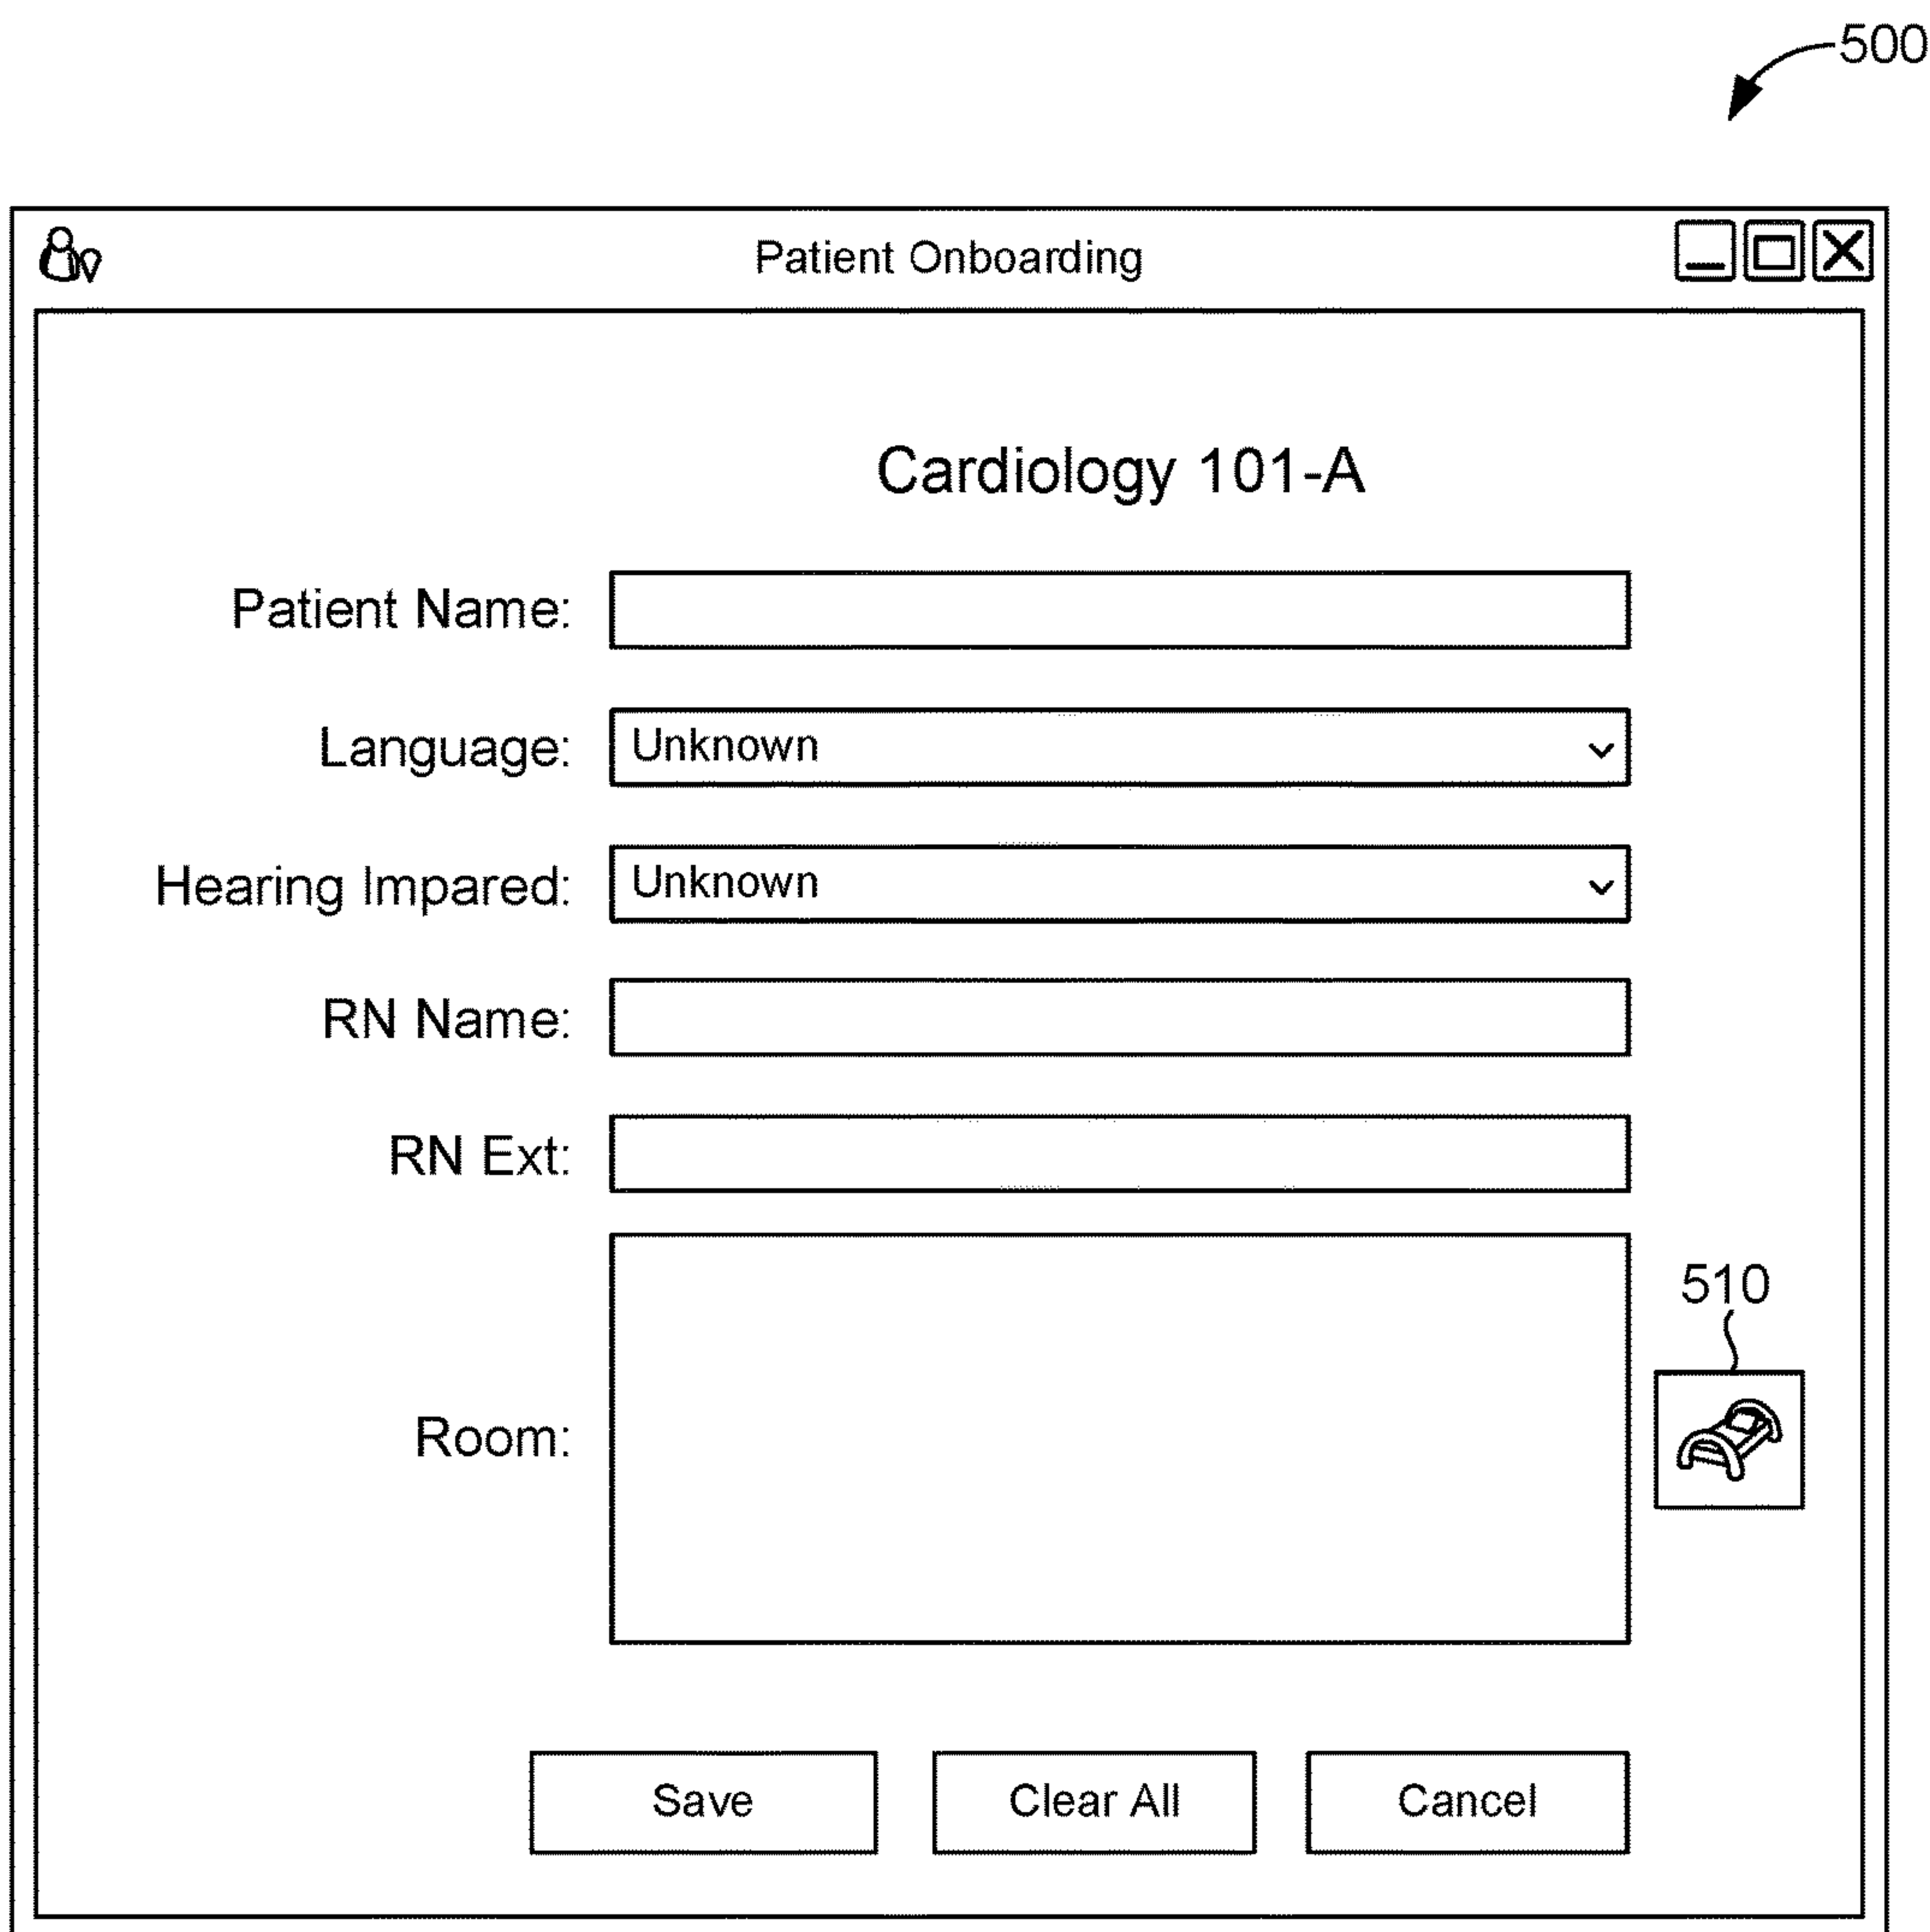 500
Patient Onboarding
Cardiology 101-A
Patient Name:
Language: Unknown
Hearing Impared: Unknown
RN Name:
RN Ext:
510
Room:
Save Clear All Cancel